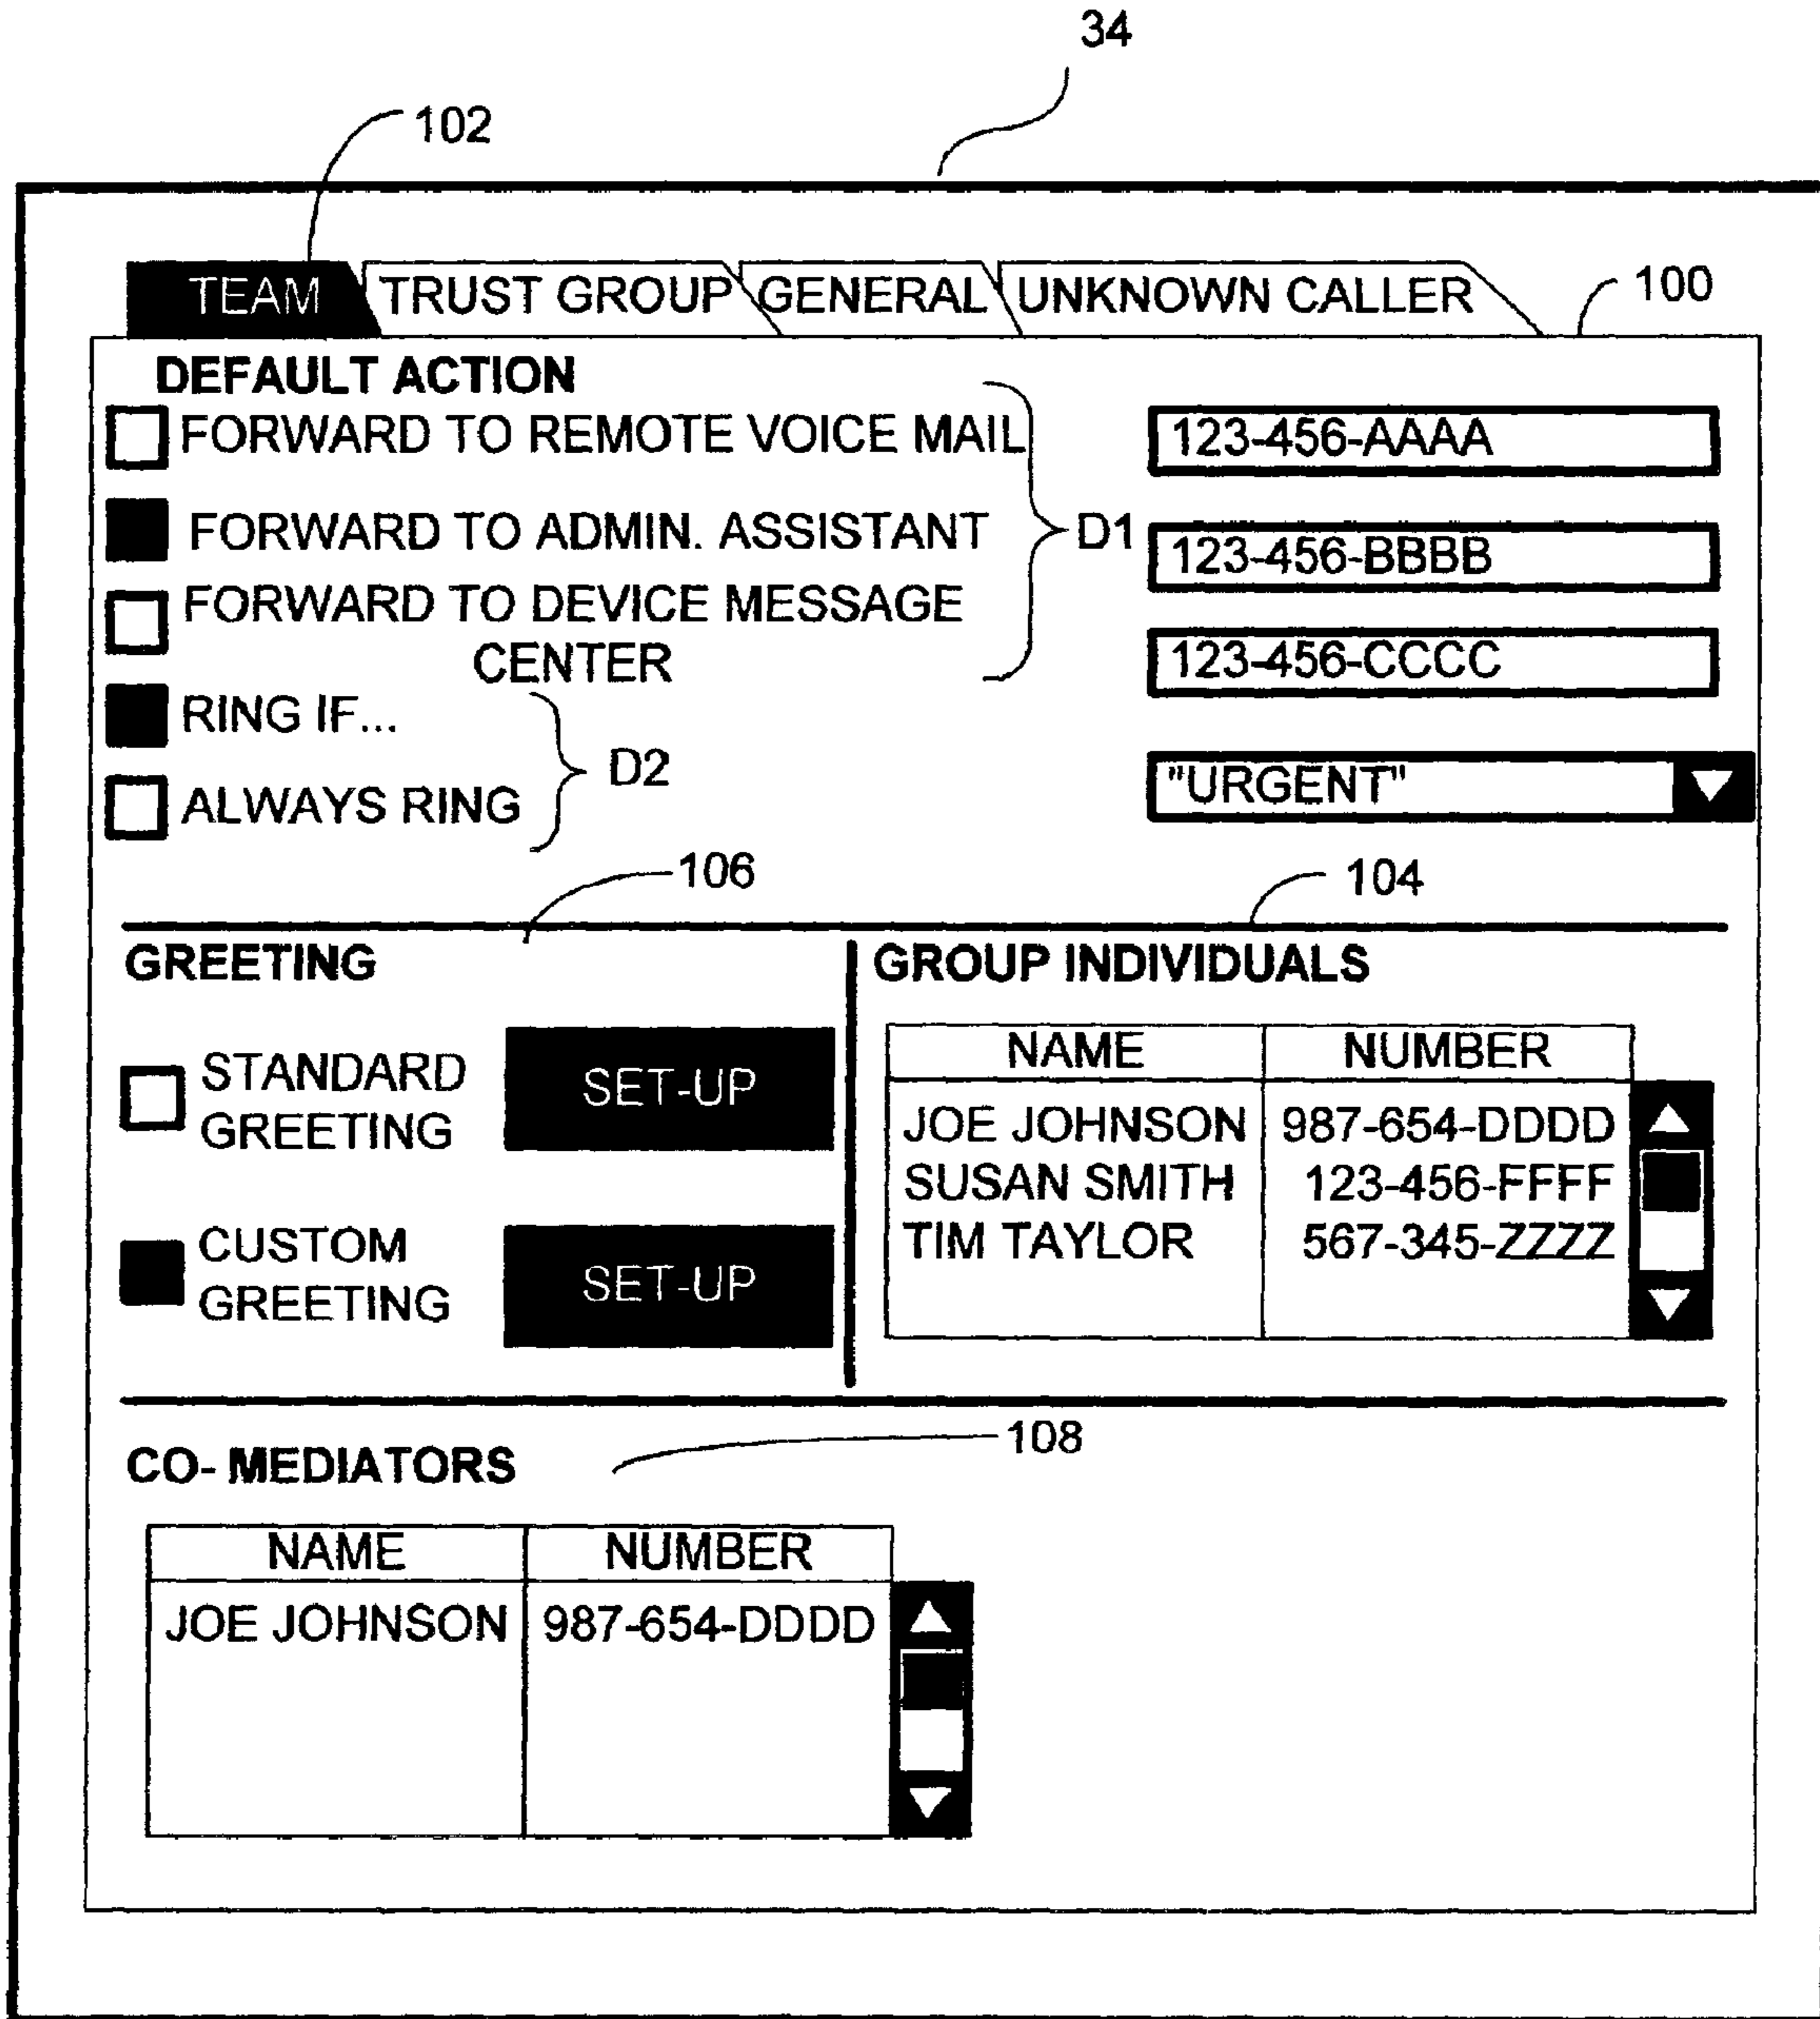 34
102
TEAM TRUST GROUP GENERAL UNKNOWN CALLER
100
DEFAULT ACTION
FORWARD TO REMOTE VOICE MAIL
123-456-AAAA
FORWARD TO ADMIN. ASSISTANT
D1
123-456-BBBB
FORWARD TO DEVICE MESSAGE
CENTER
123-456-CCCC
RING IF...
D2
"URGENT"
ALWAYS RING
106
104
GREETING
STANDARD
GREETING
SET-UP
CUSTOM
GREETING
SET-UP
GROUP INDIVIDUALS
NAME NUMBER
JOE JOHNSON 987-654-DDDD
SUSAN SMITH 123-456-FFFF
TIM TAYLOR 567-345-ZZZZ
108
CO- MEDIATORS
NAME NUMBER
JOE JOHNSON 987-654-DDDD